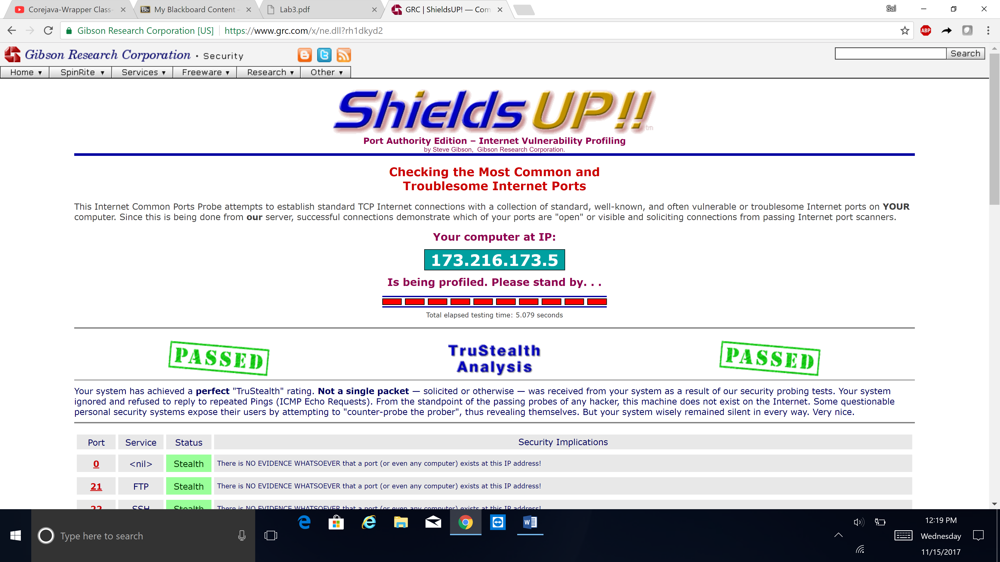 Corejava-Wrapper Class-
My Blackboard Content -
Lab3.pdf
GRC | ShieldsUP! — Com
Sai
Gibson Research Corporation [US]
https://www.grc.com/x/ne.dll?rh1dkyd2
ABP
Gibson Research Corporation · Security
Search
Home ▾
SpinRite ▾
Services ▾
Freeware ▾
Research ▾
Other ▾
Shields UP!! tm
Port Authority Edition – Internet Vulnerability Profiling
by Steve Gibson, Gibson Research Corporation.
Checking the Most Common and
Troublesome Internet Ports
This Internet Common Ports Probe attempts to establish standard TCP Internet connections with a collection of standard, well-known, and often vulnerable or troublesome Internet ports on YOUR
computer. Since this is being done from our server, successful connections demonstrate which of your ports are "open" or visible and soliciting connections from passing Internet port scanners.
Your computer at IP:
173.216.173.5
Is being profiled. Please stand by. . .
Total elapsed testing time: 5.079 seconds
PASSED
TruStealth
Analysis
PASSED
Your system has achieved a perfect "TruStealth" rating. Not a single packet — solicited or otherwise — was received from your system as a result of our security probing tests. Your system
ignored and refused to reply to repeated Pings (ICMP Echo Requests). From the standpoint of the passing probes of any hacker, this machine does not exist on the Internet. Some questionable
personal security systems expose their users by attempting to "counter-probe the prober", thus revealing themselves. But your system wisely remained silent in every way. Very nice.
Port Service Status Security Implications
0 <nil> Stealth There is NO EVIDENCE WHATSOEVER that a port (or even any computer) exists at this IP address!
21 FTP Stealth There is NO EVIDENCE WHATSOEVER that a port (or even any computer) exists at this IP address!
22 SSH Stealth There is NO EVIDENCE WHATSOEVER that a port (or even any computer) exists at this IP address!
Type here to search
12:19 PM
Wednesday
11/15/2017